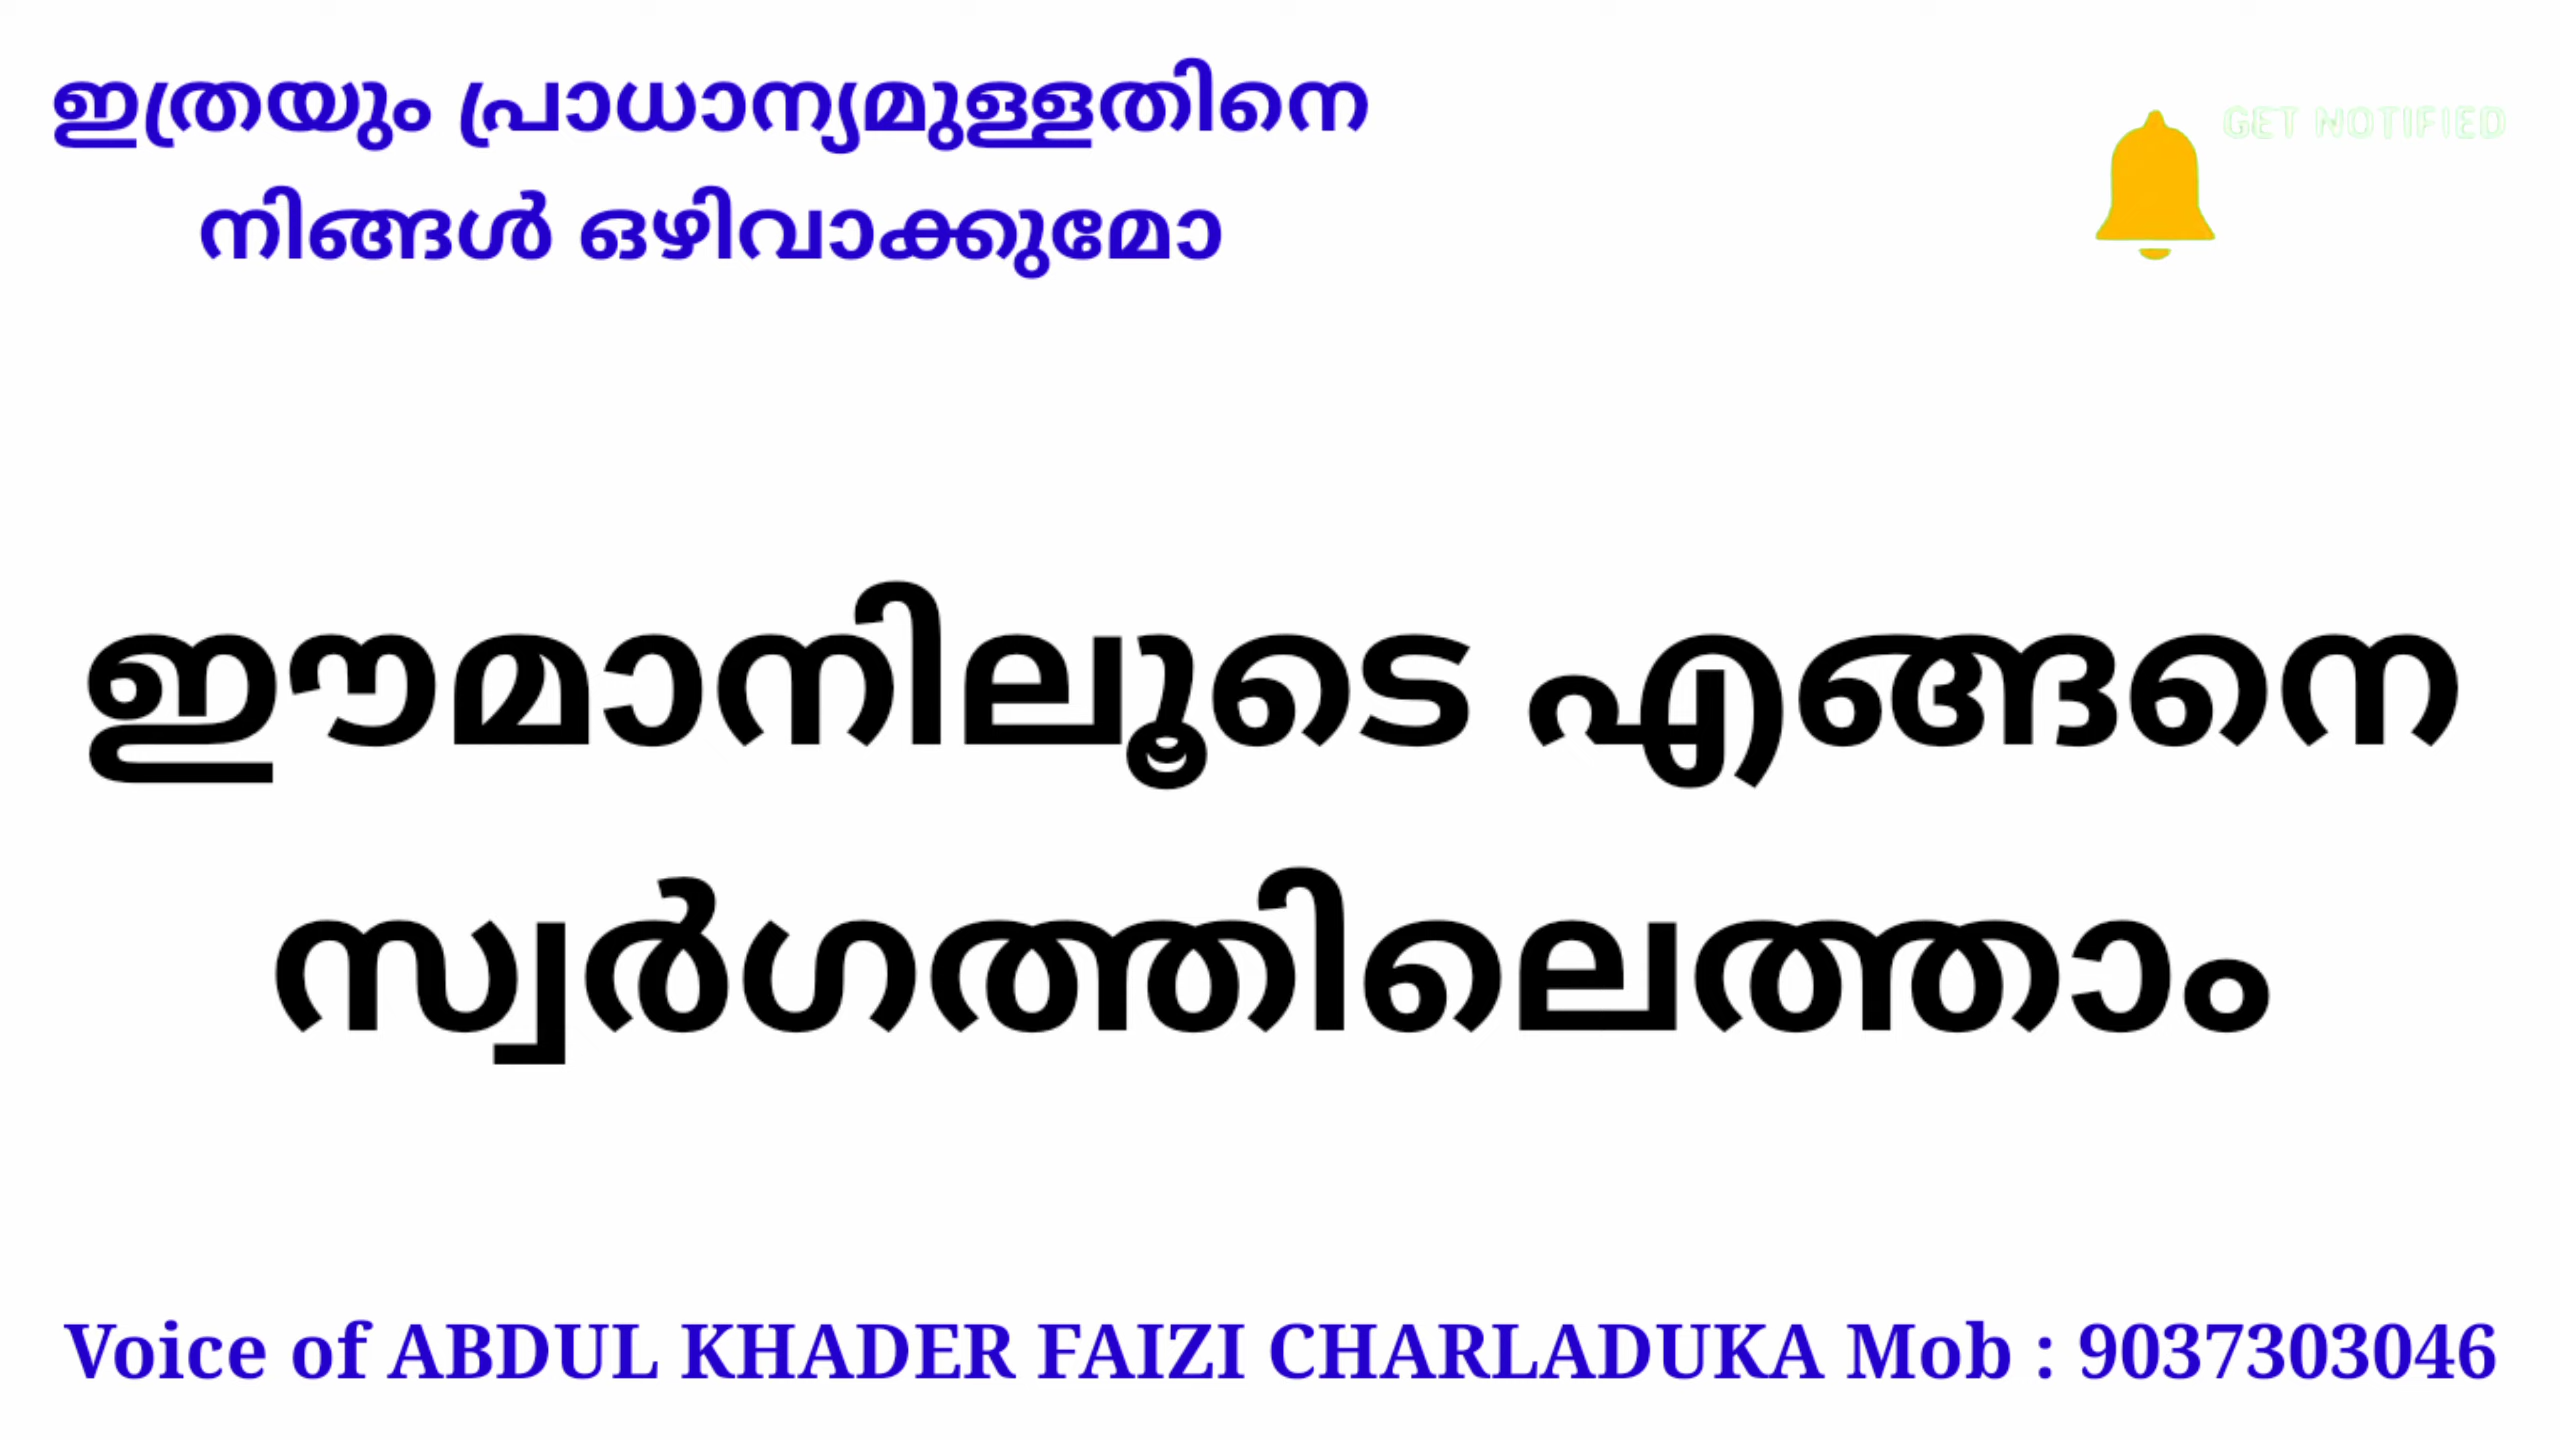 ഇത്രയും പ്രാധാന്യമുള്ളതിനെ
നിങ്ങൾ ഒഴിവാക്കുമോ
GET NOTIFIED
ഈമാനിലൂടെ എങ്ങനെ
സ്വർഗത്തിലെത്താം
Voice of ABDUL KHADER FAIZI CHARLADUKA Mob : 9037303046